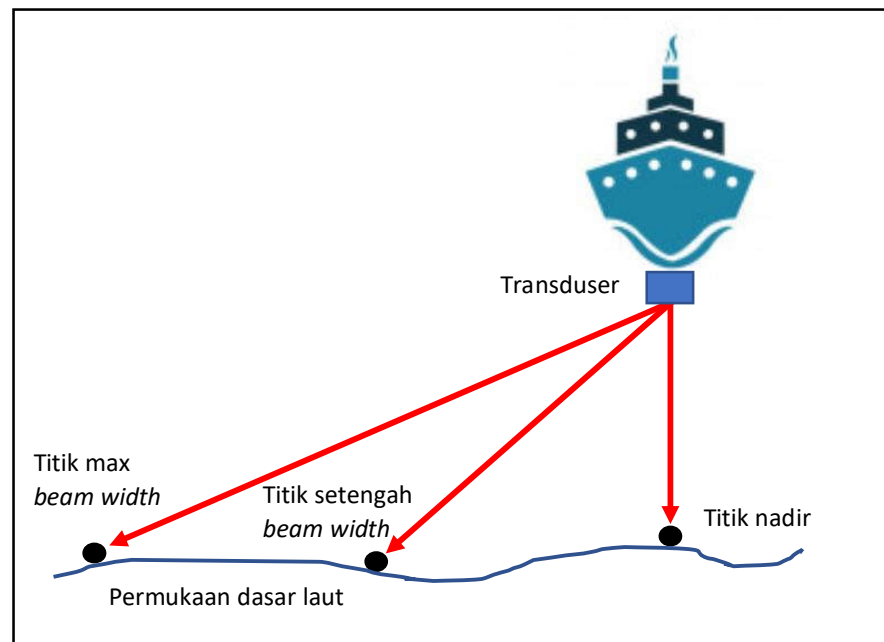 Transduser
Titik max
beam width
Titik setengah
beam width
Titik nadir
Permukaan dasar laut